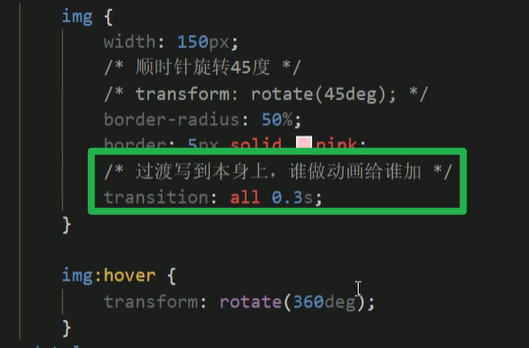 img {
width: 150px;
/* 顺时针旋转45度 */
/* transform: rotate(45deg); */
border-radius: 50%;
border: 5px solid pink;
/* 过渡写到本身上，谁做动画给谁加 */
transition: all 0.3s;
}
img:hover {
transform: rotate(360deg);
}